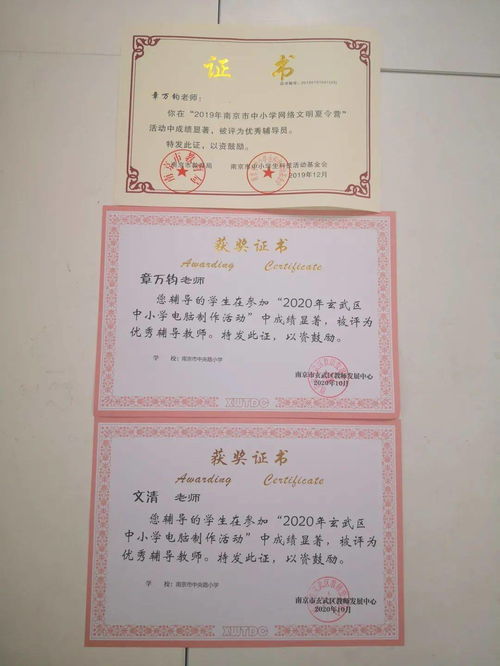 证 书
章万钧老师：
你在“2019年南京市中小学网络文明夏令营”
活动中成绩显著，被评为优秀辅导员。
特发此证，以资鼓励。
南京市教育局 南京市中小学生科技活动基金会
2019年12月
获奖证书
Awarding Certificate
章万钧老师
您辅导的学生在参加“2020年玄武区
中小学电脑制作活动”中成绩显著，被评为
优秀辅导教师。特发此证，以资鼓励。
学 校：南京市中央路小学
南京市玄武区教师发展中心
2020年10月
XWTDC
获奖证书
Awarding Certificate
文清 老师
您辅导的学生在参加“2020年玄武区
中小学电脑制作活动”中成绩显著，被评为
优秀辅导教师。特发此证，以资鼓励。
学 校：南京市中央路小学
南京市玄武区教师发展中心
2020年10月
XWTDC